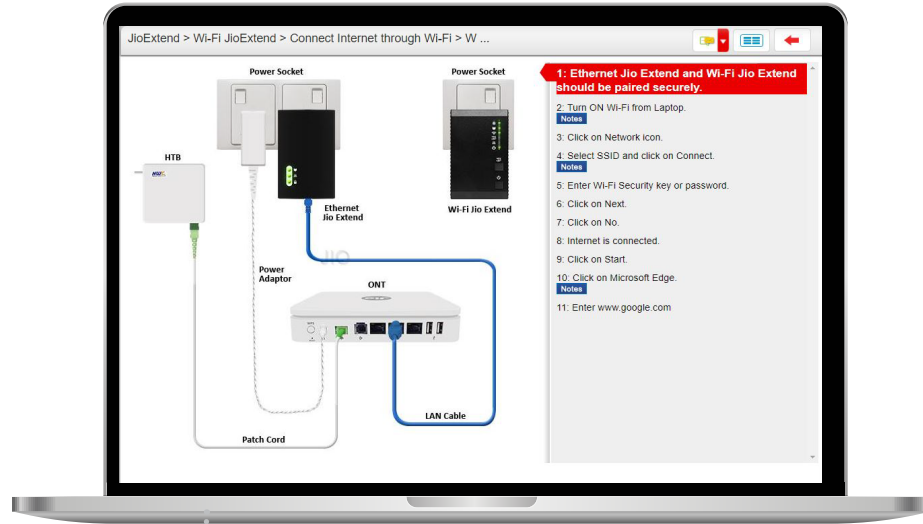 JioExtend > Wi-Fi JioExtend > Connect Internet through Wi-Fi > W ...
Power Socket
Power Socket
HTB
Ethernet
Jio Extend
Wi-Fi Jio Extend
JIO
Power
Adaptor
ONT
LAN Cable
Patch Cord
1: Ethernet Jio Extend and Wi-Fi Jio Extend
should be paired securely.
2: Turn ON Wi-Fi from Laptop.
Notes
3: Click on Network icon.
4: Select SSID and click on Connect.
Notes
5: Enter Wi-Fi Security key or password.
6: Click on Next.
7: Click on No.
8: Internet is connected.
9: Click on Start.
10: Click on Microsoft Edge.
Notes
11: Enter www.google.com